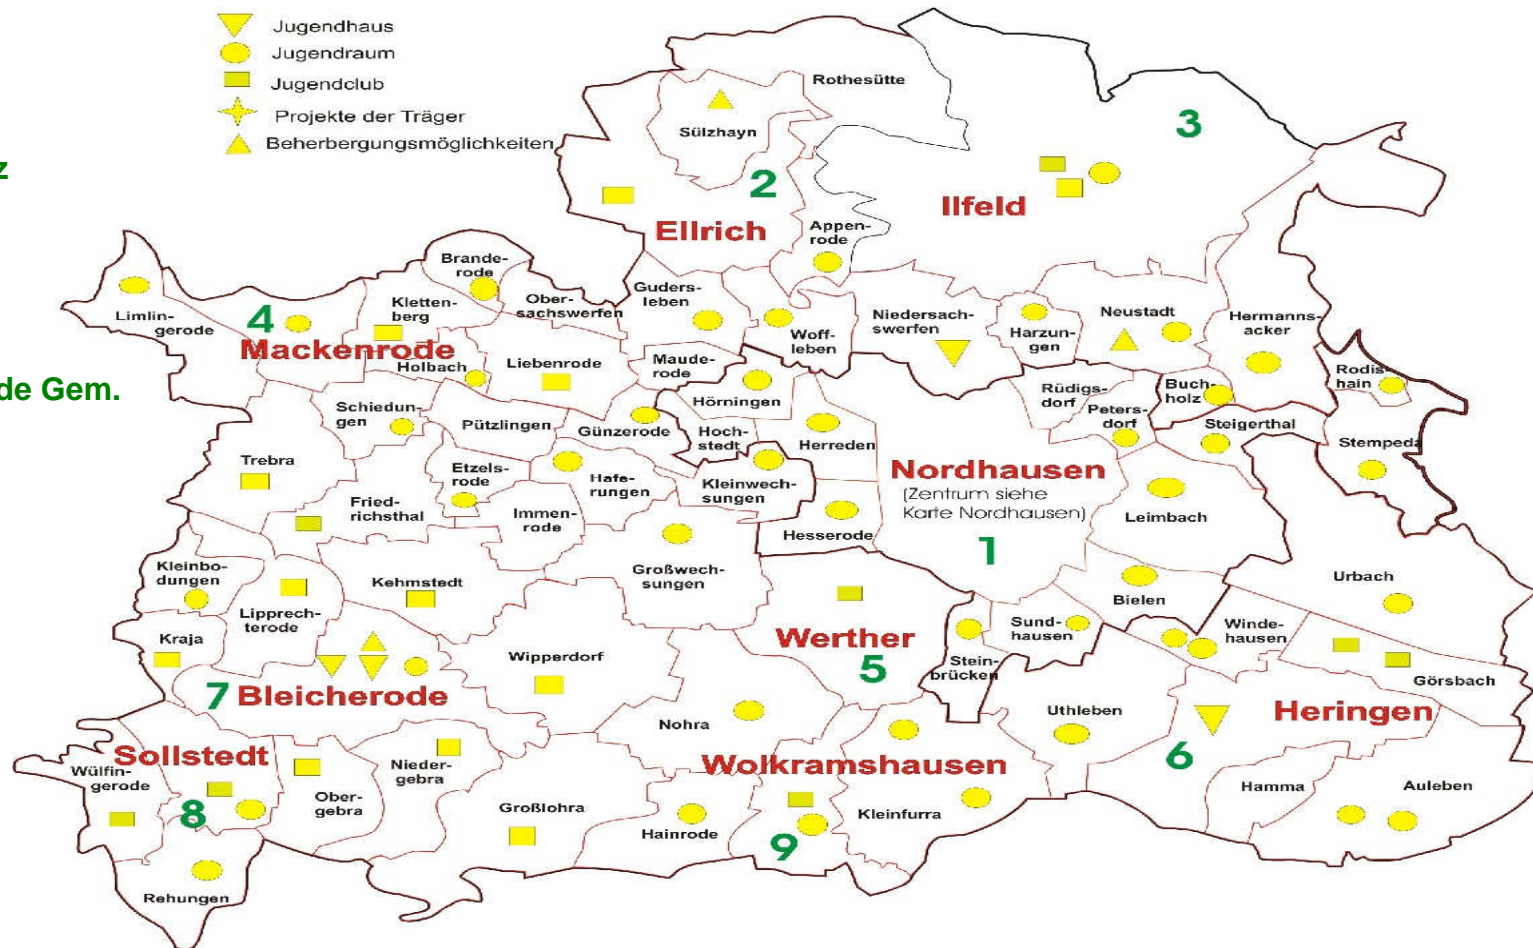 Jugendhaus
Jugendraum
Jugendclub
Projekte der Träger
Beherbergungsmöglichkeiten
z
de Gem.
Rothesütte
Sülzhayn
3
2
Ilfeld
Ellrich
Appen-
rode
Brande-
rode
Guders-
leben
Ober-
sachswerfen
Kletten-
berg
Limlin-
gerode
4
Mackenrode
Holbach
Liebenrode
Maude-
rode
Woff-
leben
Niedersach-
swerfen
Harzun-
gen
Neustadt
Hermanns-
acker
Rodis-
hain
Buch-
holz
Rüdigs-
dorf
Peters-
dorf
Steigerthal
Stempeda
Hörningen
Hoch-
stedt
Herreden
Schiedun-
gen
Pützlingen
Günzerode
Trebra
Etzels-
rode
Hafe-
rungen
Kleinwech-
sungen
Nordhausen
(Zentrum siehe
Karte Nordhausen)
1
Leimbach
Fried-
richsthal
Immen-
rode
Hesserode
Kleinbo-
dungen
Kehmstedt
Großwech-
sungen
Urbach
Bielen
Lipprech-
terode
Kraja
Wipperdorf
Werther
5
Sund-
hausen
Stein-
brücken
Winde-
hausen
Görsbach
7
Bleicherode
Nohra
Uthleben
Heringen
6
Sollstedt
Wülfin-
gerode
8
Ober-
gebra
Nieder-
gebra
Großlohra
Wolkramshausen
Hainrode
9
Kleinfurra
Hamma
Auleben
Rehungen